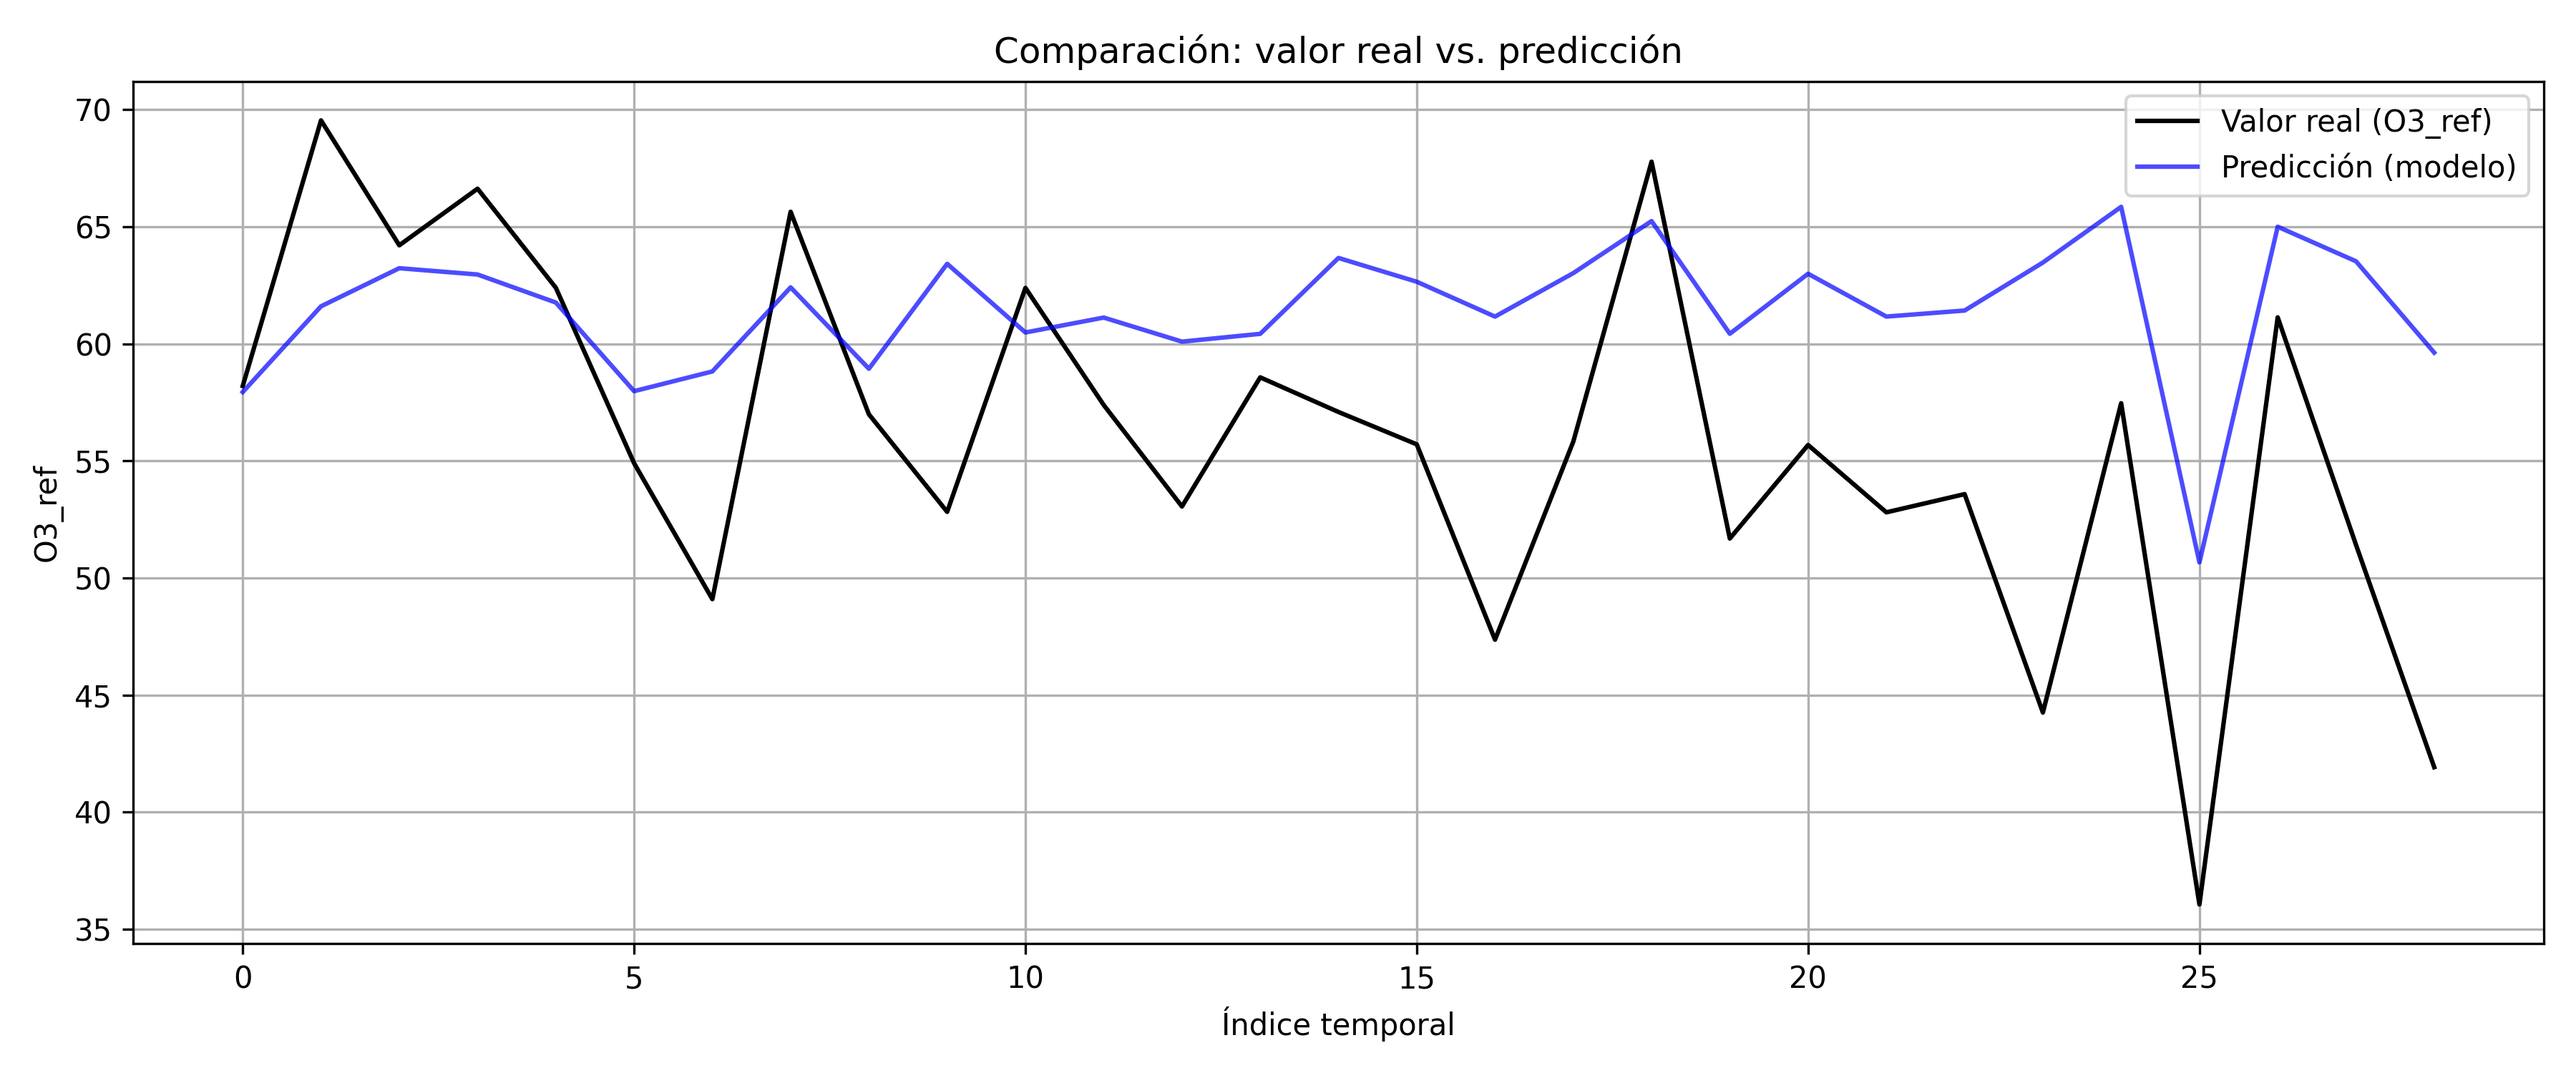 Comparación: valor real vs. predicción
Valor real (O3_ref)
Predicción (modelo)
O3_ref
70
65
60
55
50
45
40
35
0 5 10 15 20 25
Índice temporal